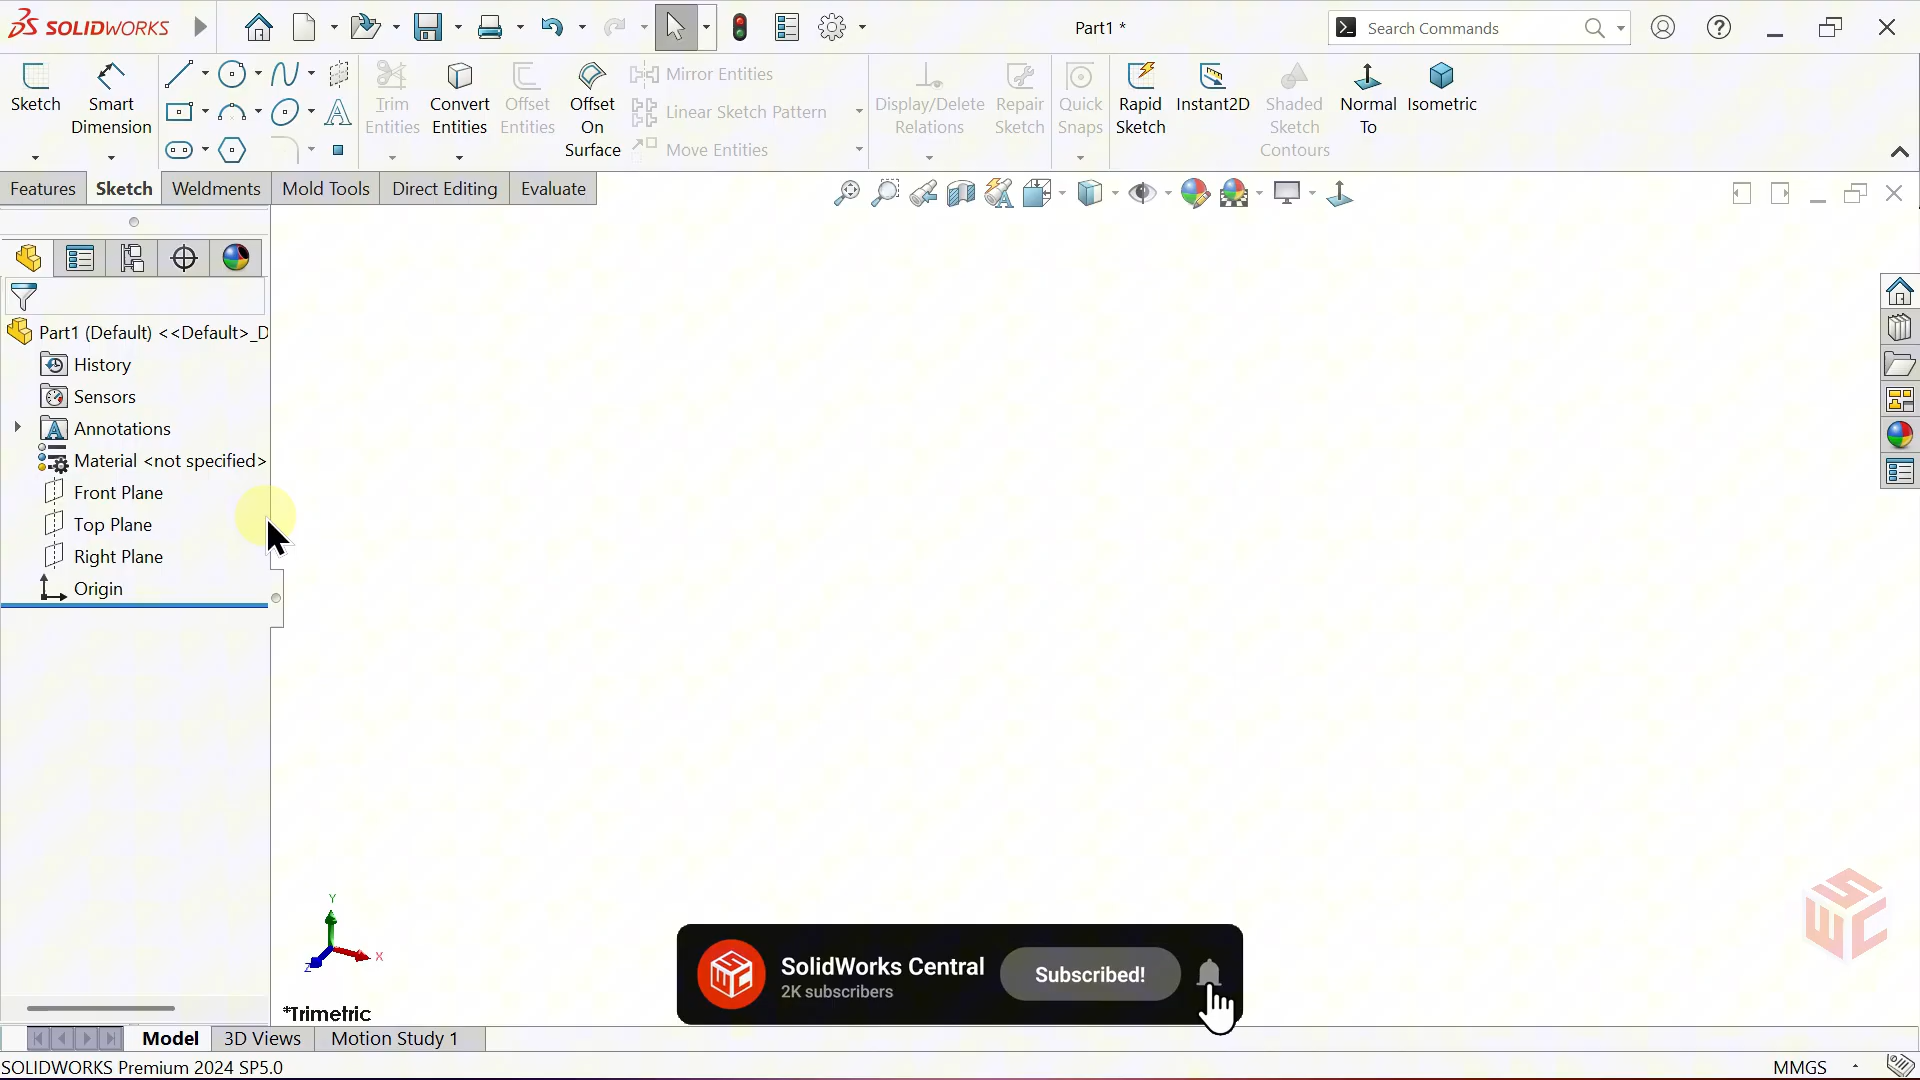 SOLIDWORKS
Part1 *
Search Commands
Sketch
Smart
Dimension
Trim
Entities
Convert
Entities
Offset
Entities
Offset
On
Surface
Mirror Entities
Linear Sketch Pattern
Move Entities
Display/Delete
Relations
Repair
Sketch
Quick
Snaps
Rapid
Sketch
Instant2D
Shaded
Sketch
Contours
Normal
To
Isometric
Features
Sketch
Weldments
Mold Tools
Direct Editing
Evaluate
Part1 (Default) <<Default>_D
History
Sensors
Annotations
Material <not specified>
Front Plane
Top Plane
Right Plane
Origin
Y
X
Z
*Trimetric
SolidWorks Central
2K subscribers
Subscribed!
SWC
Model
3D Views
Motion Study 1
SOLIDWORKS Premium 2024 SP5.0
MMGS